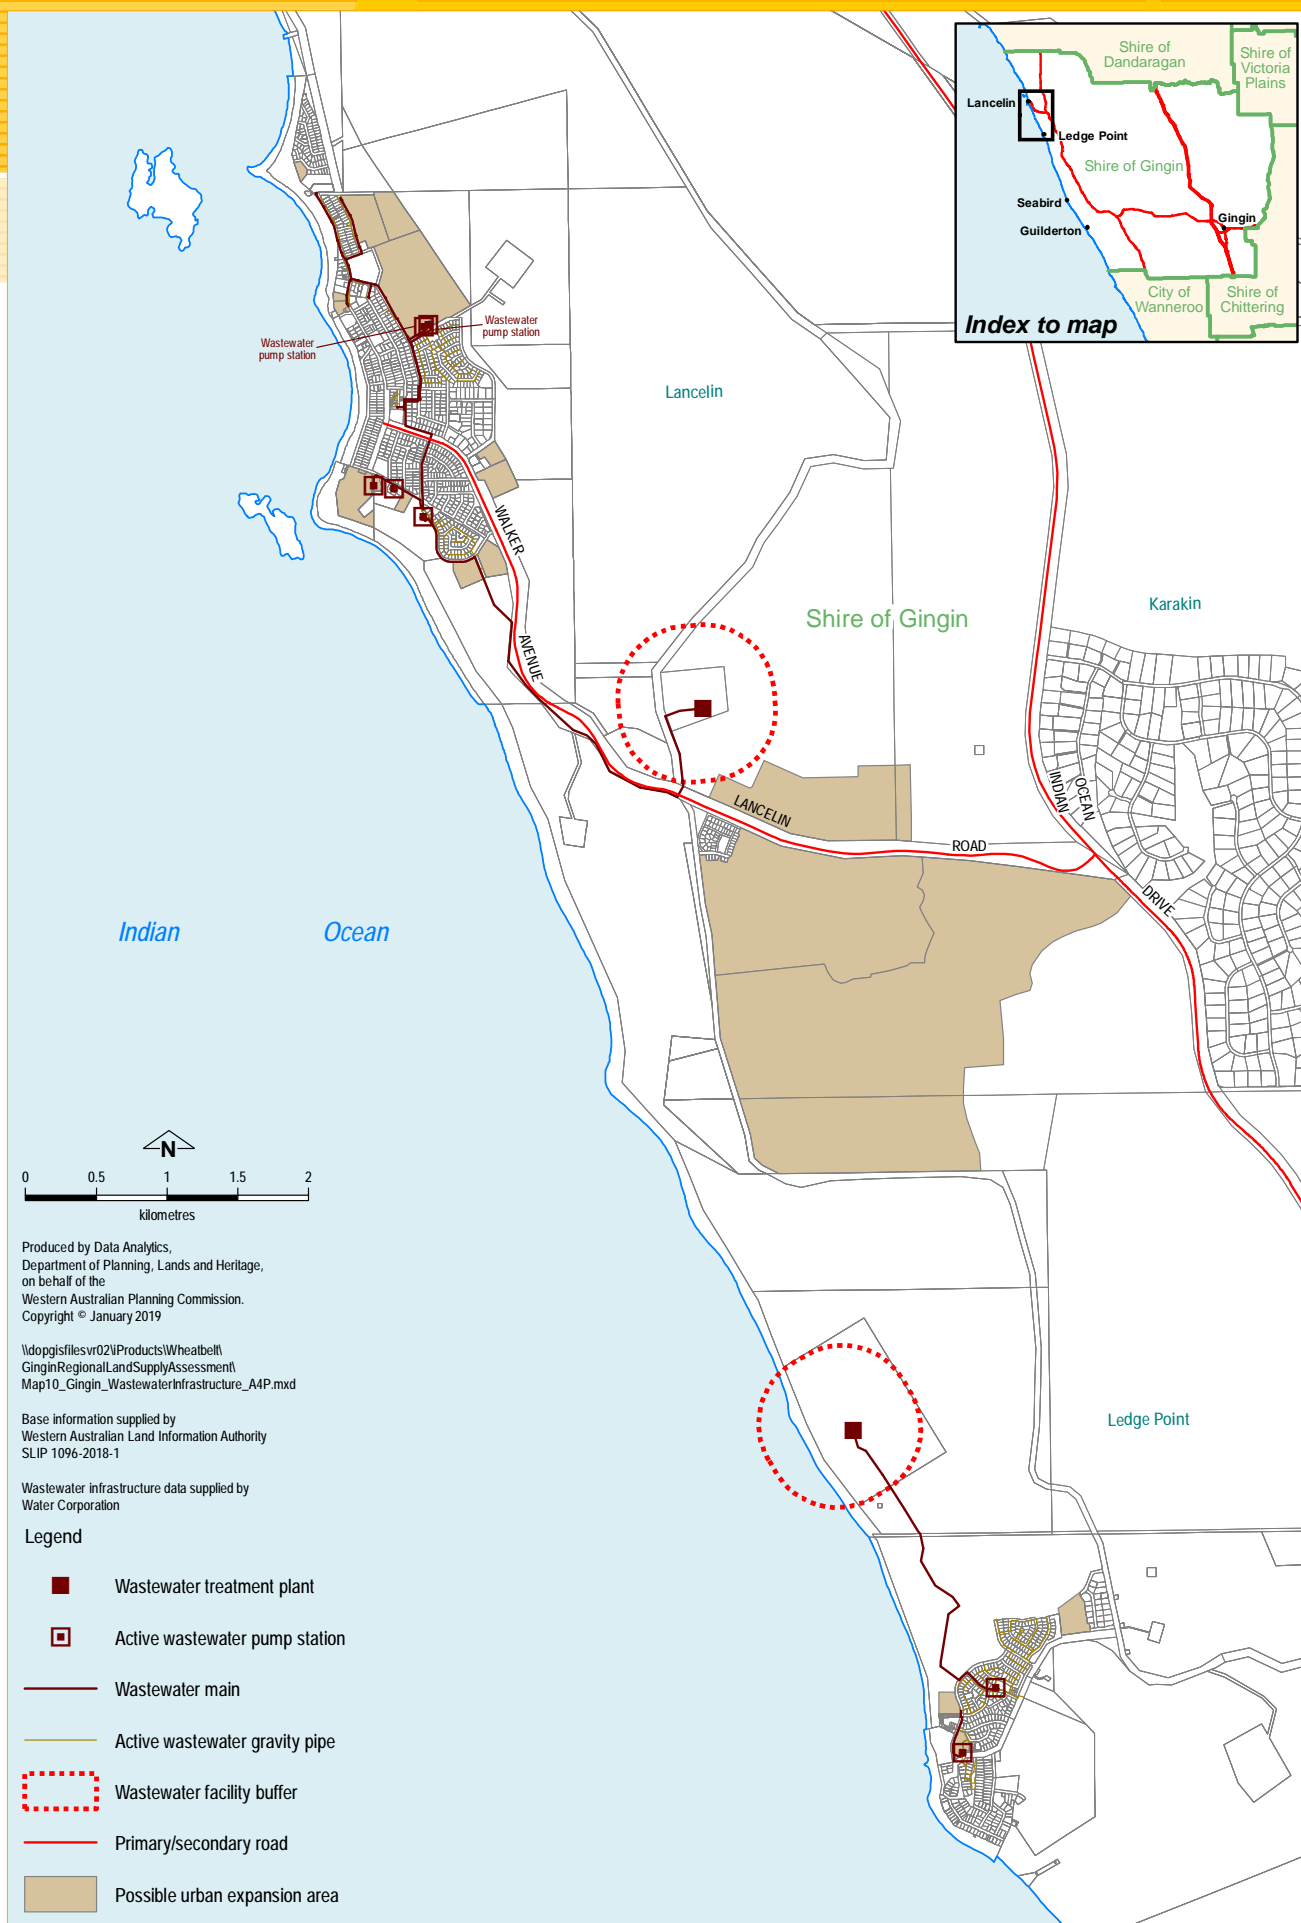 Shire of
Dandaragan
Shire of
Victoria
Plains
Lancelin
Ledge Point
Shire of Gingin
Seabird
Gingin
Guilderton
City of
Wanneroo
Shire of
Chittering
Index to map
Wastewater
pump station
Wastewater
pump station
Lancelin
WALKER
AVENUE
Shire of Gingin
Karakin
INDIAN
OCEAN
DRIVE
LANCELIN
ROAD
Indian
Ocean
N
0 0.5 1 1.5 2
kilometres
Produced by Data Analytics,
Department of Planning, Lands and Heritage,
on behalf of the
Western Australian Planning Commission.
Copyright © January 2019
\\dopgisfilesvr02\iProducts\Wheatbelt\
GinginRegionalLandSupplyAssessment\
Map10_Gingin_WastewaterInfrastructure_A4P.mxd
Base information supplied by
Western Australian Land Information Authority
SLIP 1096-2018-1
Wastewater infrastructure data supplied by
Water Corporation
Ledge Point
Legend
Wastewater treatment plant
Active wastewater pump station
Wastewater main
Active wastewater gravity pipe
Wastewater facility buffer
Primary/secondary road
Possible urban expansion area